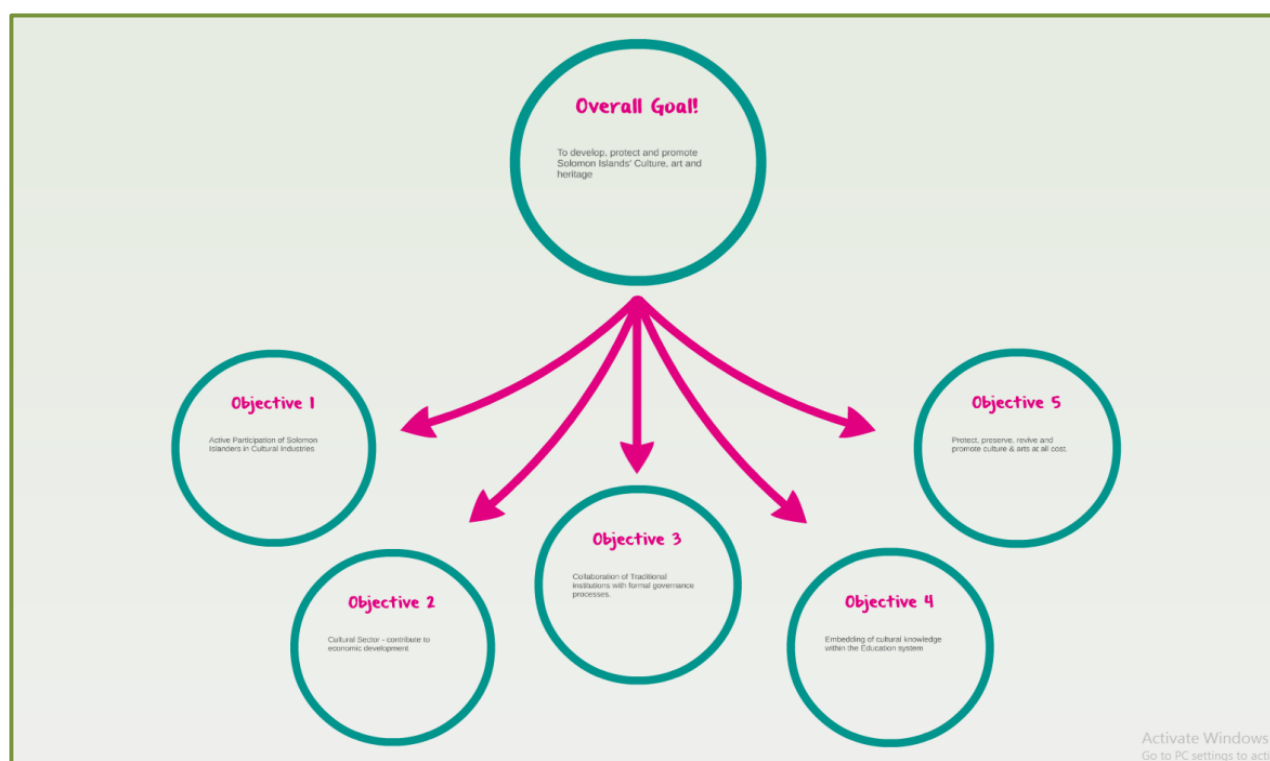 Overall Goal!
To develop, protect and promote
Solomon Islands' Culture, art and
heritage
Objective 1
Active Participation of Solomon
Islanders in Cultural Industries
Objective 2
Cultural Sector - contribute to
economic development
Objective 3
Collaboration of Traditional
institutions with formal governance
processes.
Objective 4
Embedding of cultural knowledge
within the Education system
Objective 5
Protect, preserve, revive and
promote culture & arts at all cost.
Activate Windows
Go to PC settings to acti